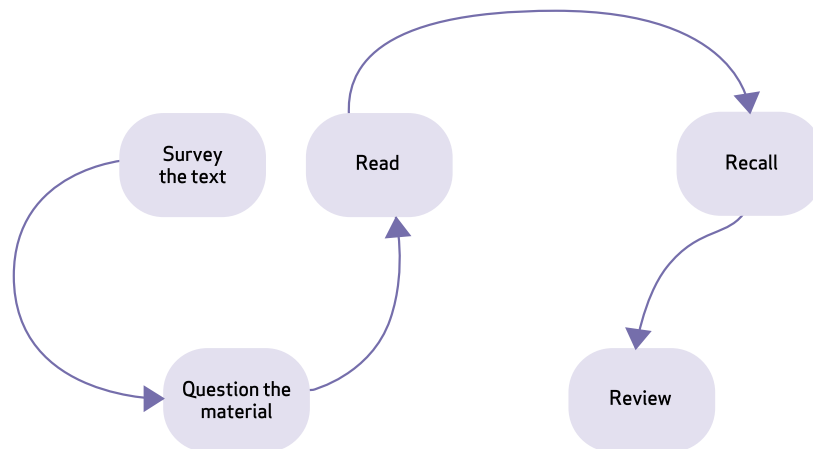 Survey
the text
Question the
material
Read
Recall
Review